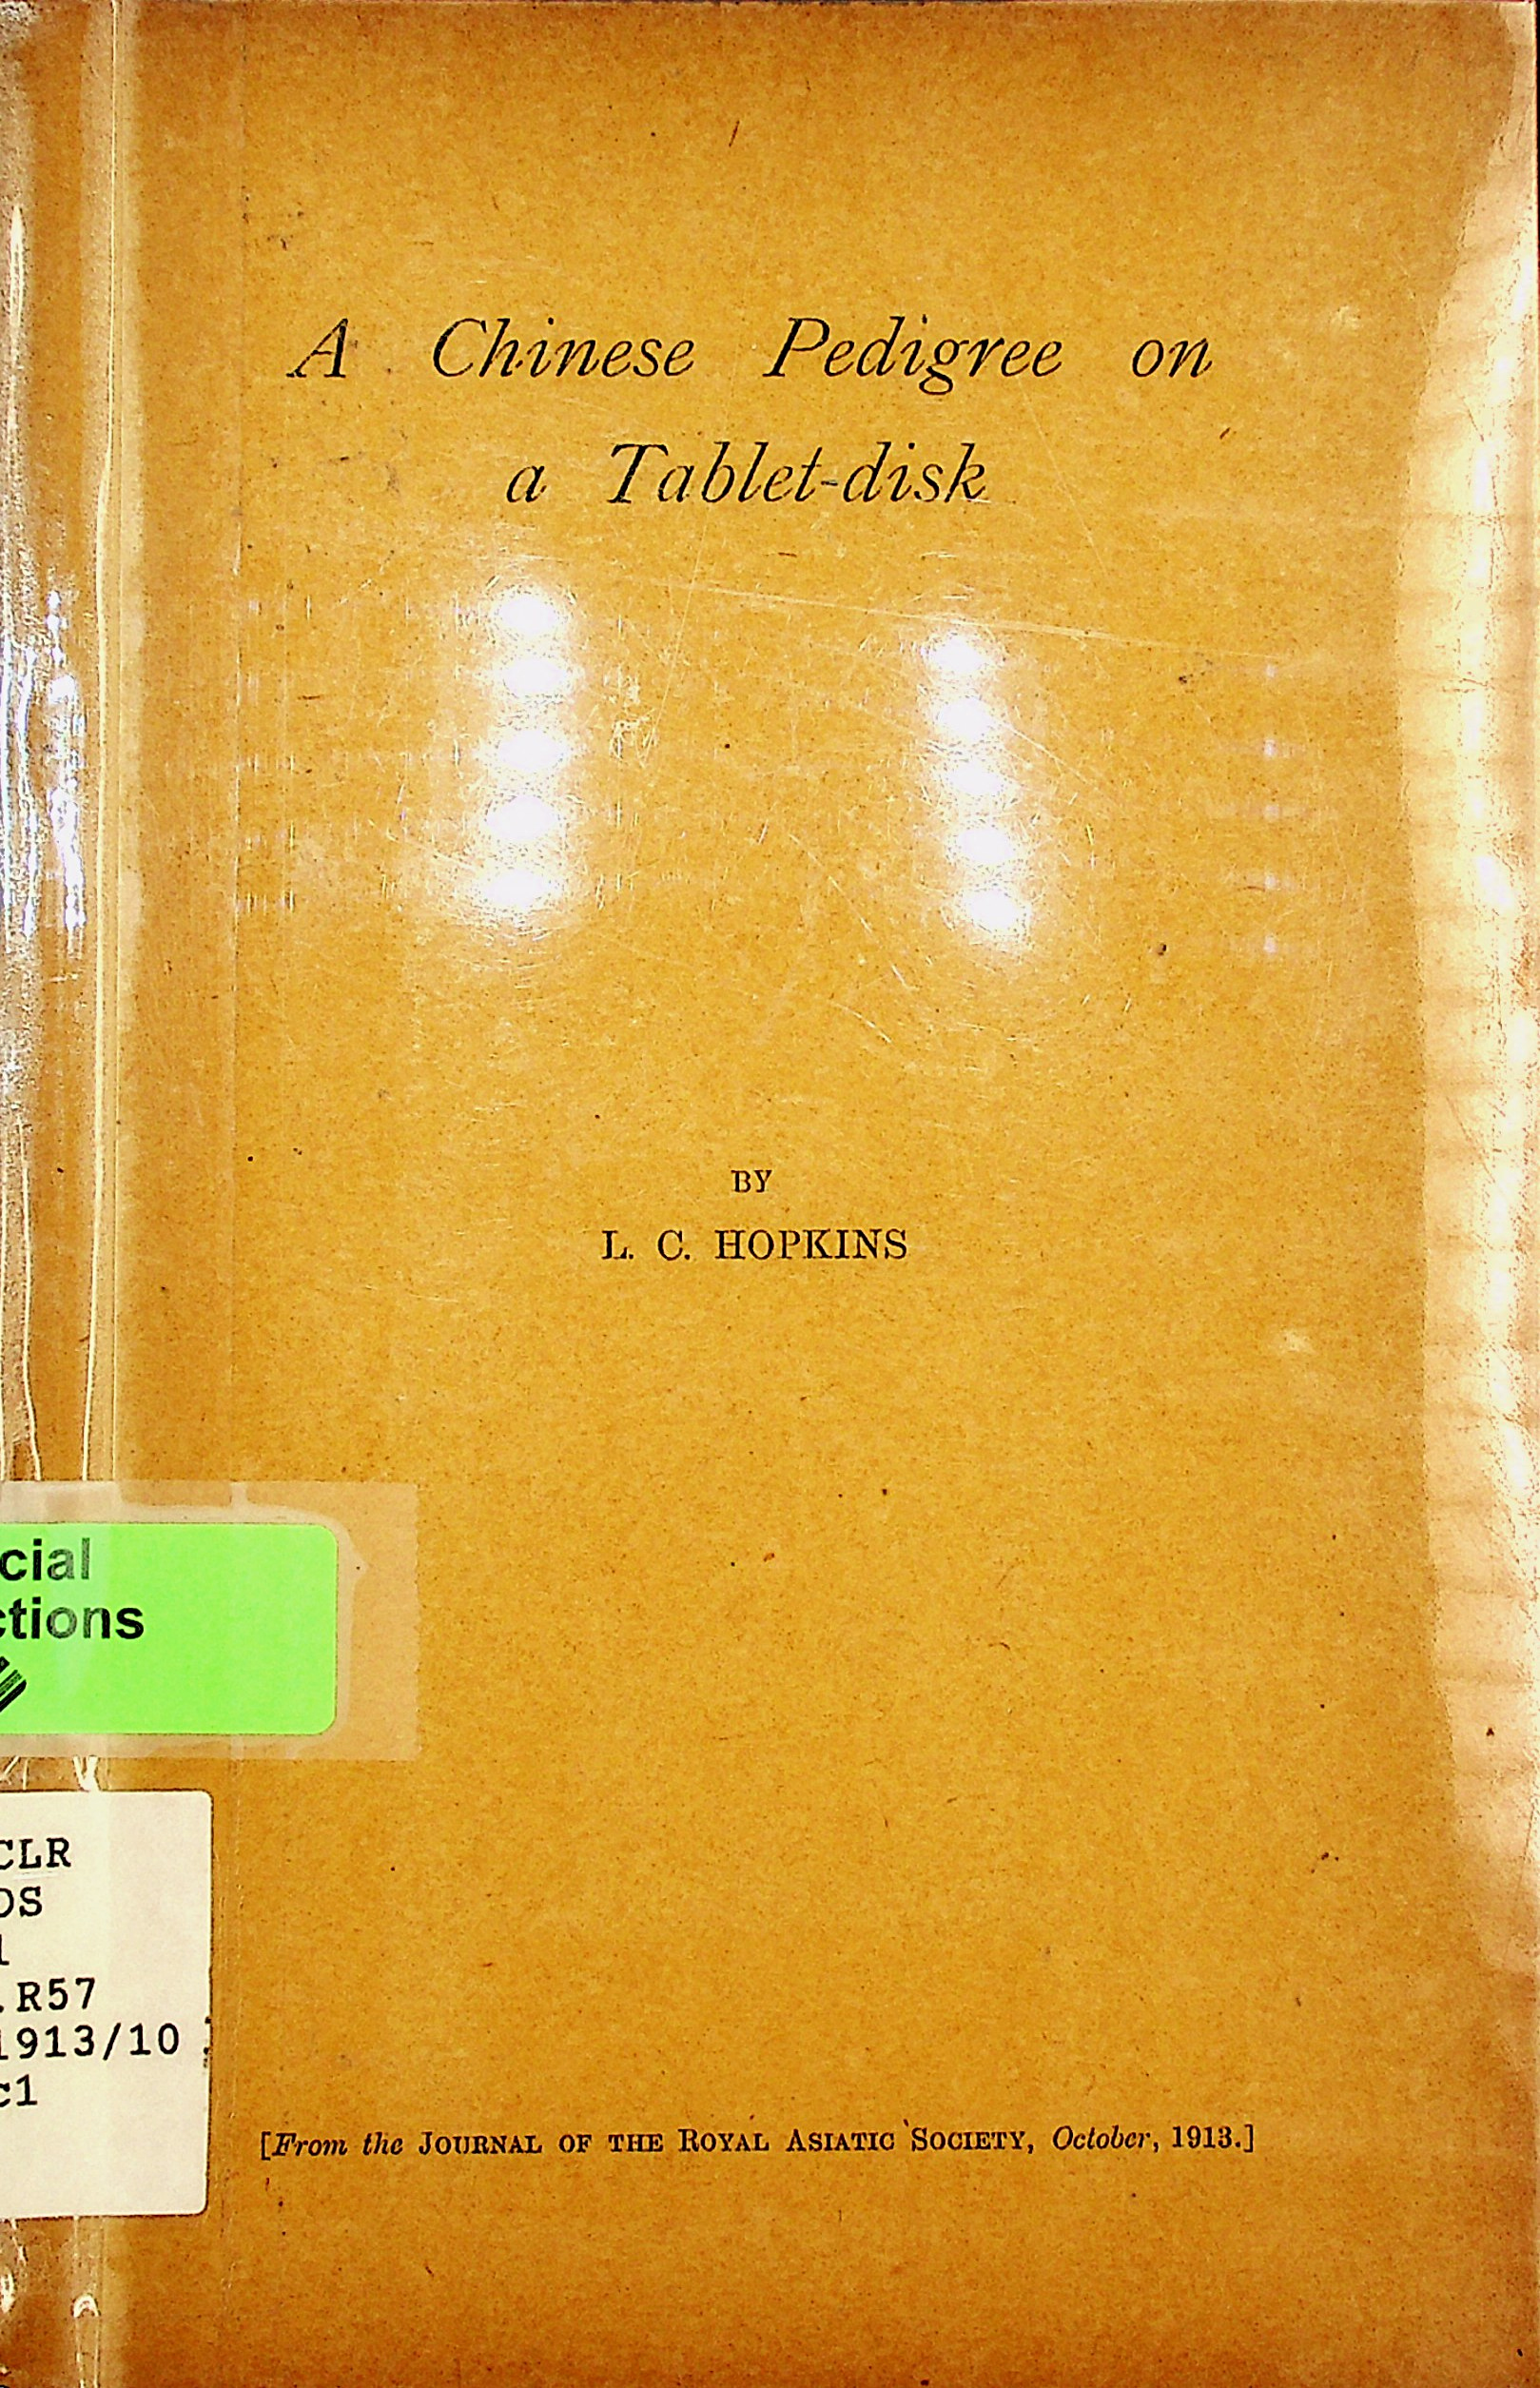 A Chinese Pedigree on
a Tablet-disk
BY
L. C. HOPKINS
cial
ctions
CLR
DS
1
.R57
1913/10
c1
[From the JOURNAL OF THE ROYAL ASIATIC SOCIETY, October, 1913.]